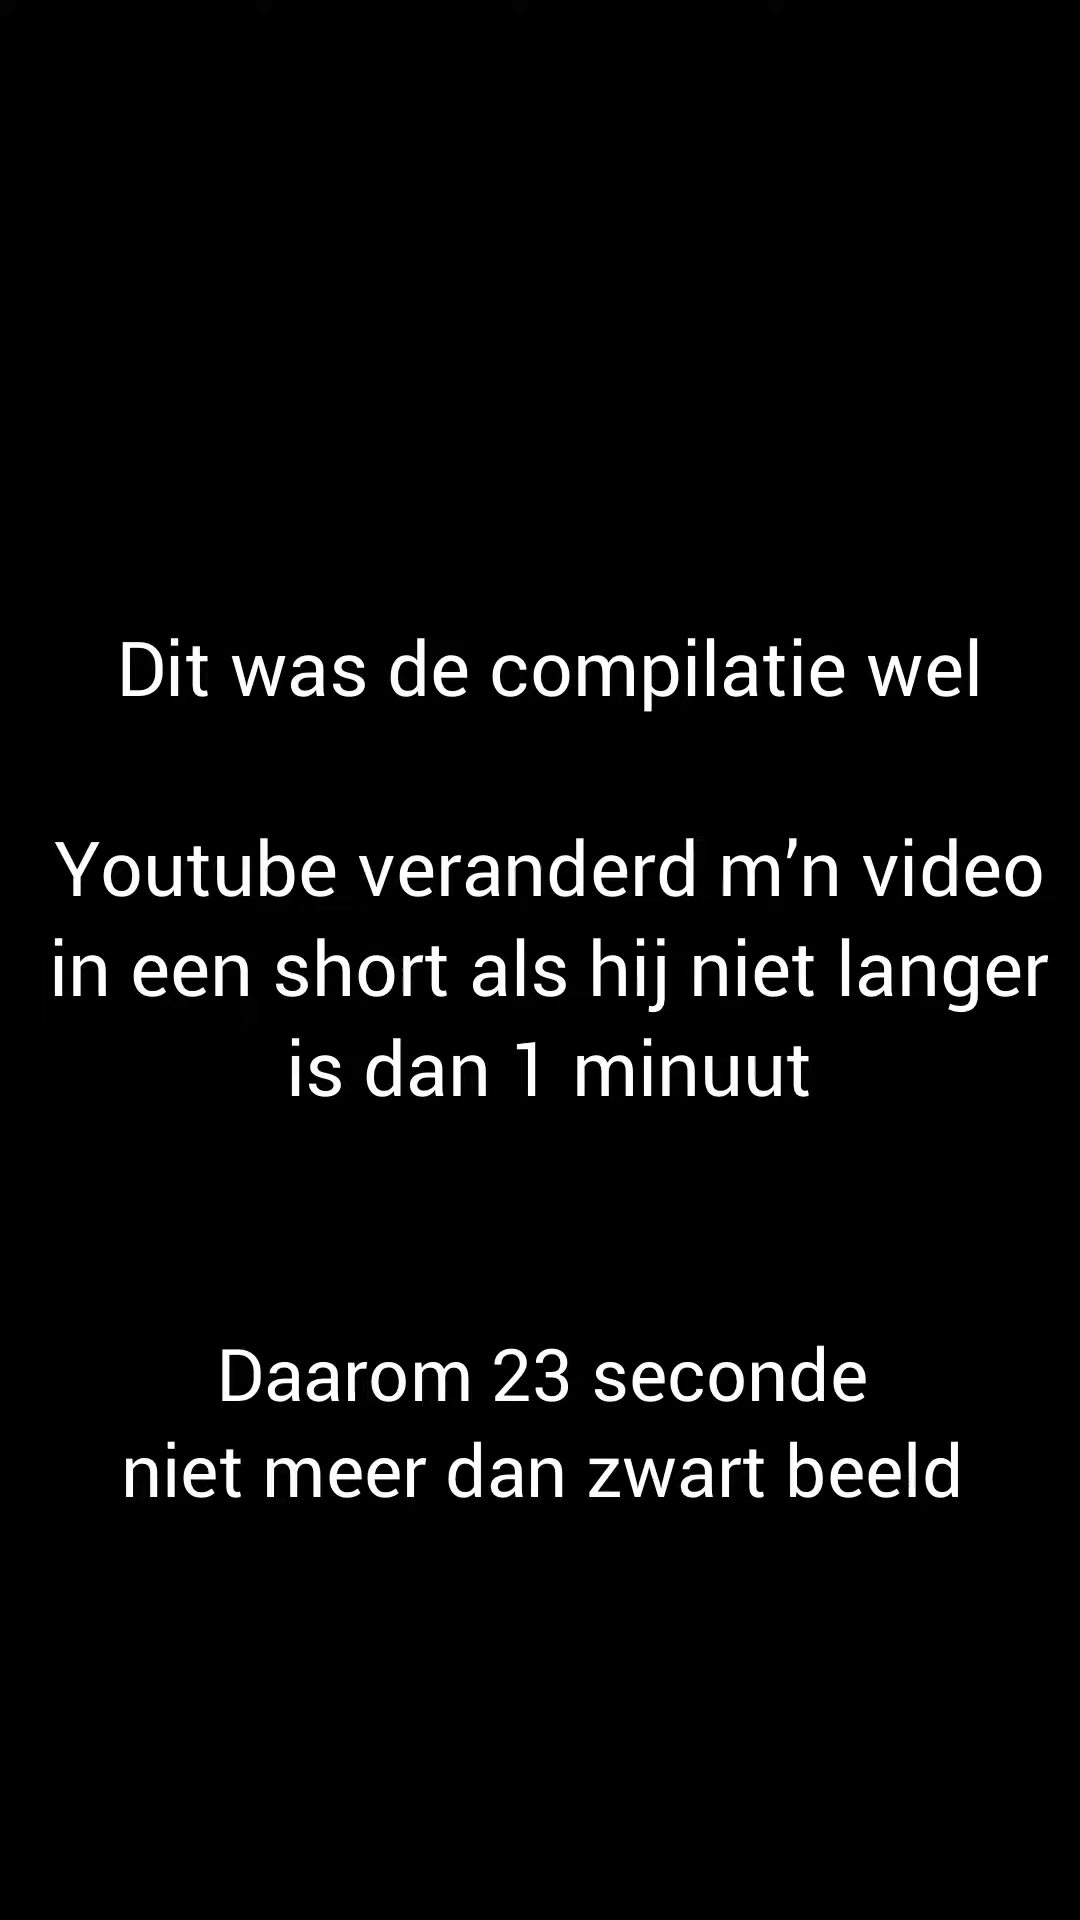 Dit was de compilatie wel
Youtube veranderd m’n video
in een short als hij niet langer
is dan 1 minuut
Daarom 23 seconde
niet meer dan zwart beeld